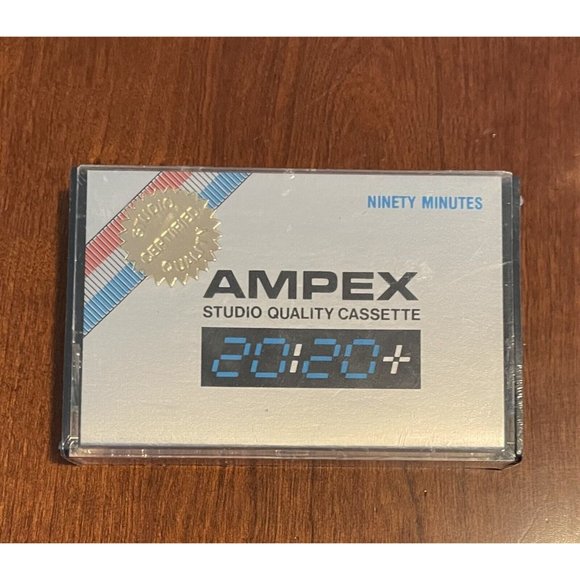 STUDIO
CERTIFIED
QUALITY
NINETY MINUTES
AMPEX
STUDIO QUALITY CASSETTE
20:20+